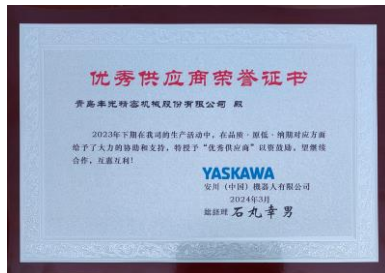 优秀供应商荣誉证书
青岛丰光精密机械股份有限公司 殿
2023年下期在我司的生产活动中，在品质·原低·纳期对应方面
给予了大力的协助和支持，特授予“优秀供应商”以资鼓励，望继续
合作，互惠互利！
YASKAWA
安川（中国）機器人有限公司
2024年3月
総経理 石丸幸男